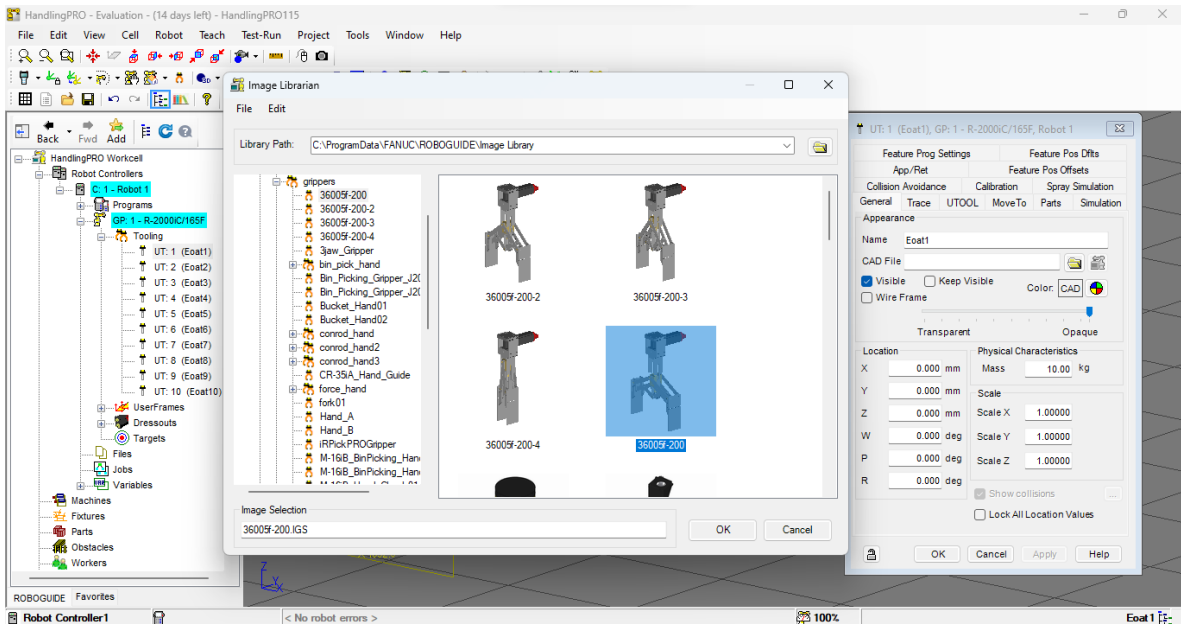 HandlingPRO - Evaluation - (14 days left) - HandlingPRO115
File Edit View Cell Robot Teach Test-Run Project Tools Window Help
Back Fwd Add
HandlingPRO Workcell
Robot Controllers
C: 1 - Robot 1
Programs
GP: 1 - R-2000iC/165F
Tooling
UT: 1 (Eoat1)
UT: 2 (Eoat2)
UT: 3 (Eoat3)
UT: 4 (Eoat4)
UT: 5 (Eoat5)
UT: 6 (Eoat6)
UT: 7 (Eoat7)
UT: 8 (Eoat8)
UT: 9 (Eoat9)
UT: 10 (Eoat10)
UserFrames
Dressouts
Targets
Files
Jobs
Variables
Machines
Fixtures
Parts
Obstacles
Workers
ROBOGUIDE Favorites
Image Librarian
File Edit
Library Path: C:\ProgramData\FANUC\ROBOGUIDE\Image Library
grippers
36005f-200
36005f-200-2
36005f-200-3
36005f-200-4
3jaw_Gripper
bin_pick_hand
Bin_Picking_Gripper_J20
Bin_Picking_Gripper_J20
Bucket_Hand01
Bucket_Hand02
conrod_hand
conrod_hand2
conrod_hand3
CR-35iA_Hand_Guide
force_hand
fork01
Hand_A
Hand_B
iRPickPROGripper
M-16iB_BinPicking_Han
M-16iB_BinPicking_Han
36005f-200-2 36005f-200-3
36005f-200-4 36005f-200
Image Selection
36005f-200.IGS
OK Cancel
UT: 1 (Eoat1), GP: 1 - R-2000iC/165F, Robot 1
Feature Prog Settings Feature Pos Dflts
App/Ret Feature Pos Offsets
Collision Avoidance Calibration Spray Simulation
General Trace UTOOL MoveTo Parts Simulation
Appearance
Name Eoat1
CAD File
Visible Keep Visible Color: CAD
Wire Frame
Transparent Opaque
Location Physical Characteristics
X 0.000 mm Mass 10.00 kg
Y 0.000 mm Scale
Z 0.000 mm Scale X 1.00000
W 0.000 deg Scale Y 1.00000
P 0.000 deg Scale Z 1.00000
R 0.000 deg
Show collisions ...
Lock All Location Values
OK Cancel Apply Help
Z
X
Robot Controller1 < No robot errors > 100% Eoat1